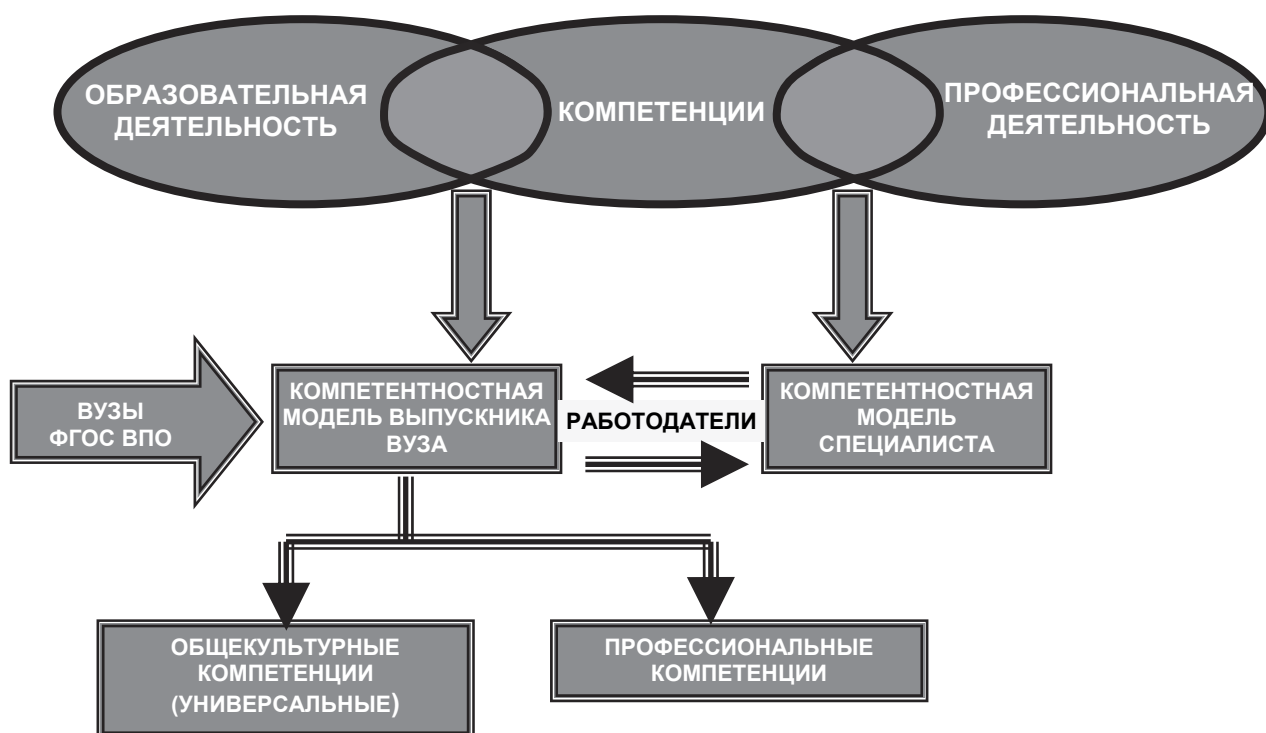 ОБРАЗОВАТЕЛЬНАЯ
ДЕЯТЕЛЬНОСТЬ
КОМПЕТЕНЦИИ
ПРОФЕССИОНАЛЬНАЯ
ДЕЯТЕЛЬНОСТЬ
ВУЗЫ
ФГОС ВПО
КОМПЕТЕНТНОСТНАЯ
МОДЕЛЬ ВЫПУСКНИКА
ВУЗА
РАБОТОДАТЕЛИ
КОМПЕТЕНТНОСТНАЯ
МОДЕЛЬ
СПЕЦИАЛИСТА
ОБЩЕКУЛЬТУРНЫЕ
КОМПЕТЕНЦИИ
(УНИВЕРСАЛЬНЫЕ)
ПРОФЕССИОНАЛЬНЫЕ
КОМПЕТЕНЦИИ